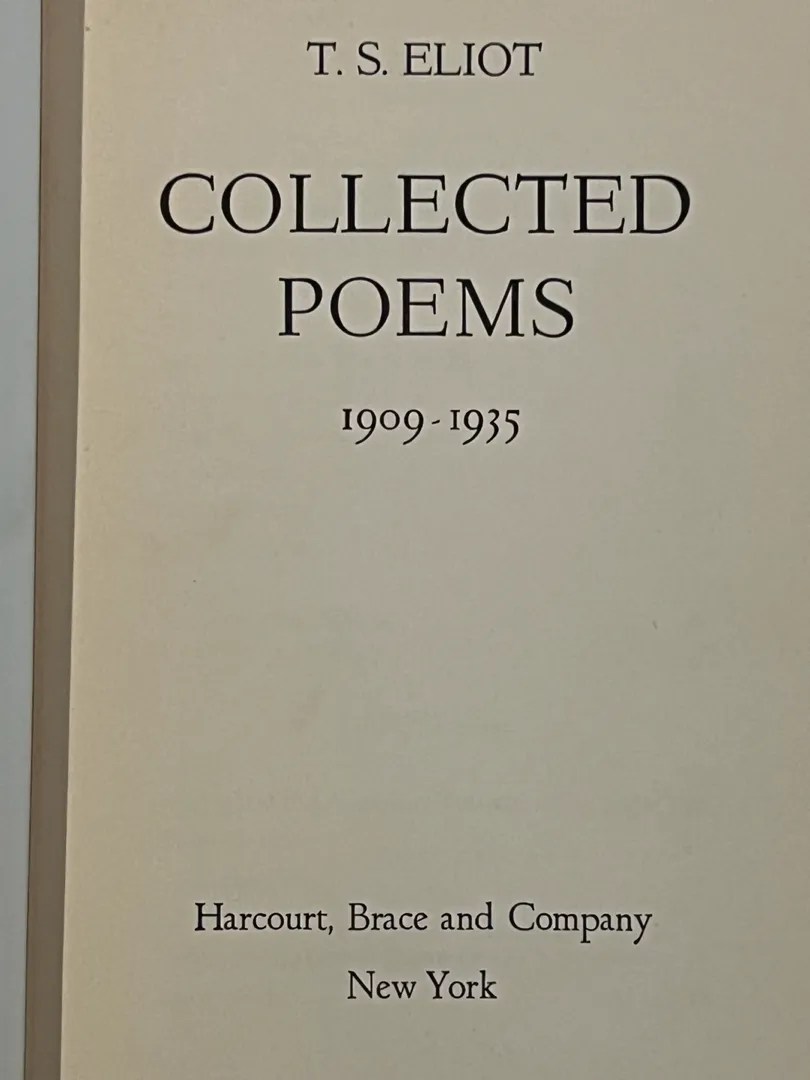 T. S. ELIOT
COLLECTED
POEMS
1909-1935
Harcourt, Brace and Company
New York